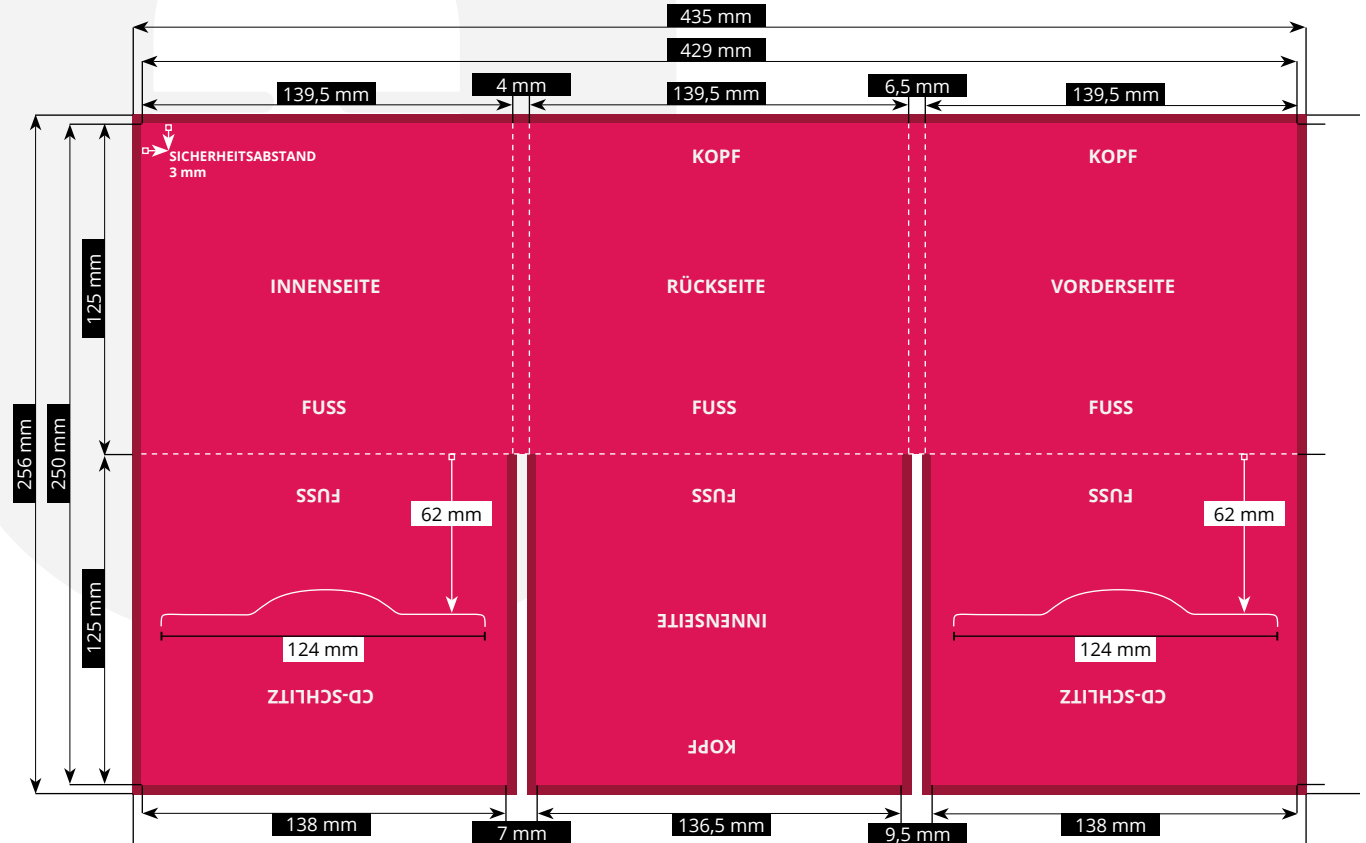 435 mm
429 mm
139,5 mm
4 mm
139,5 mm
6,5 mm
139,5 mm
SICHERHEITSABSTAND
3 mm
KOPF
KOPF
125 mm
INNENSEITE
RÜCKSEITE
VORDERSEITE
FUSS
FUSS
FUSS
256 mm
250 mm
FUSS
FUSS
FUSS
62 mm
62 mm
125 mm
INNENSEITE
124 mm
124 mm
CD-SCHLITZ
CD-SCHLITZ
KOPF
138 mm
7 mm
136,5 mm
9,5 mm
138 mm